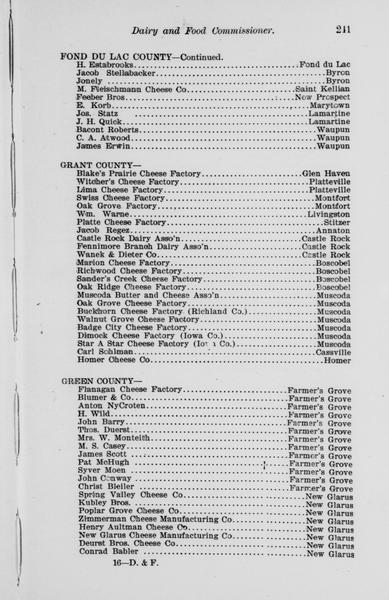 Dairy and Food Commissioner. 241
FOND DU LAC COUNTY—Continued.
H. Estabrooks Fond du Lac
Jacob Stellabacker Byron
Jonely Byron
M. Fleischmann Cheese Co Saint Kellian
Feeber Bros New Prospect
E. Korb Marytown
Jos. Statz Lamartine
J. H. Quick Lamartine
Bacont Roberts Waupun
C. A. Atwood Waupun
James Erwin Waupun
GRANT COUNTY—
Blake's Prairie Cheese Factory Glen Haven
Witcher's Cheese Factory Platteville
Lima Cheese Factory Platteville
Swiss Cheese Factory Montfort
Oak Grove Factory Montfort
Wm. Warne Livingston
Platte Cheese Factory Stitzer
Jacob Regez Annaton
Castle Rock Dairy Asso'n Castle Rock
Fennimore Branch Dairy Asso'n Castle Rock
Wanek & Dieter Co Castle Rock
Marion Cheese Factory Boscobel
Richwood Cheese Factory Boscobel
Sander's Creek Cheese Factory Boscobel
Oak Ridge Cheese Factory Boscobel
Muscoda Butter and Cheese Asso'n Muscoda
Oak Grove Cheese Factory Muscoda
Buckhorn Cheese Factory (Richland Co.) Muscoda
Walnut Grove Cheese Factory Muscoda
Badge City Cheese Factory Muscoda
Dimock Cheese Factory (Iowa Co.) Muscoda
Star A Star Cheese Factory (Iowa Co.) Muscoda
Carl Schlman Cassville
Homer Cheese Co Homer
GREEN COUNTY—
Flanagan Cheese Factory Farmer's Grove
Blumer & Co Farmer's Grove
Anton NyCroten Farmer's Grove
H. Wild Farmer's Grove
John Barry Farmer's Grove
Thos. Duerst Farmer's Grove
Mrs. W. Monteith Farmer's Grove
M. S. Casey Farmer's Grove
James Scott Farmer's Grove
Pat McHugh Farmer's Grove
Syver Moen Farmer's Grove
John Conway Farmer's Grove
Christ Bleiler Farmer's Grove
Spring Valley Cheese Co New Glarus
Kubley Bros. New Glarus
Poplar Grove Cheese Co New Glarus
Zimmerman Cheese Manufacturing Co New Glarus
Henry Aultman Cheese Co New Glarus
New Glarus Cheese Manufacturing Co New Glarus
Deurst Bros. Cheese Co New Glarus
Conrad Babler New Glarus
16—D. & F.